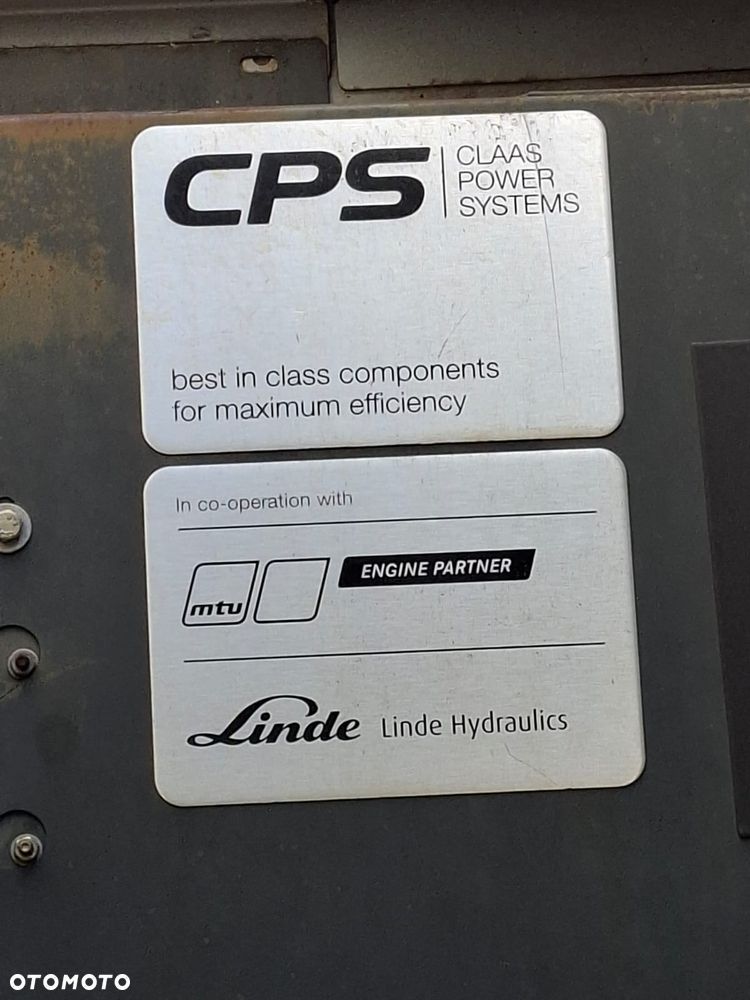 CPS
CLAAS
POWER
SYSTEMS
best in class components
for maximum efficiency
In co-operation with
mtu
ENGINE PARTNER
Linde Linde Hydraulics
OTOMOTO